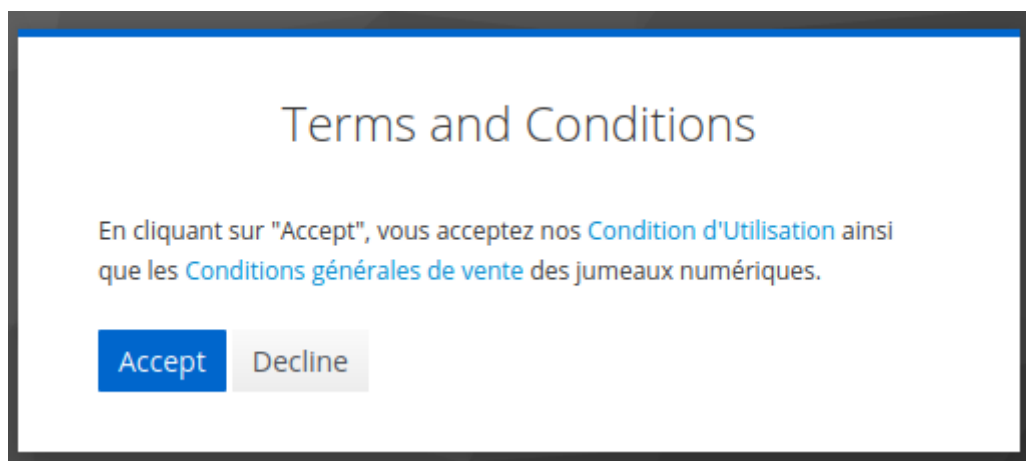 Terms and Conditions
En cliquant sur "Accept", vous acceptez nos Condition d'Utilisation ainsi
que les Conditions générales de vente des jumeaux numériques.
Accept Decline